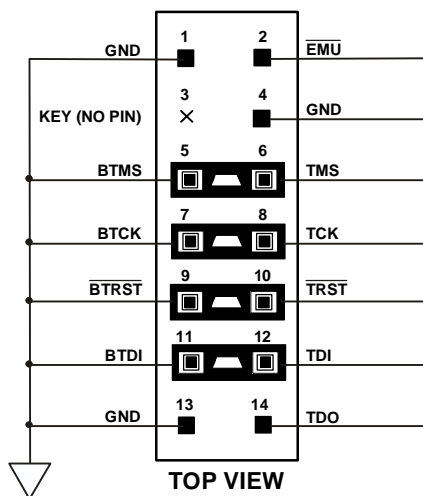 1 2
GND EMU
3 4
KEY (NO PIN) GND
5 6
BTMS TMS
7 8
BTCK TCK
9 10
BTRST TRST
11 12
BTDI TDI
13 14
GND TDO
TOP VIEW